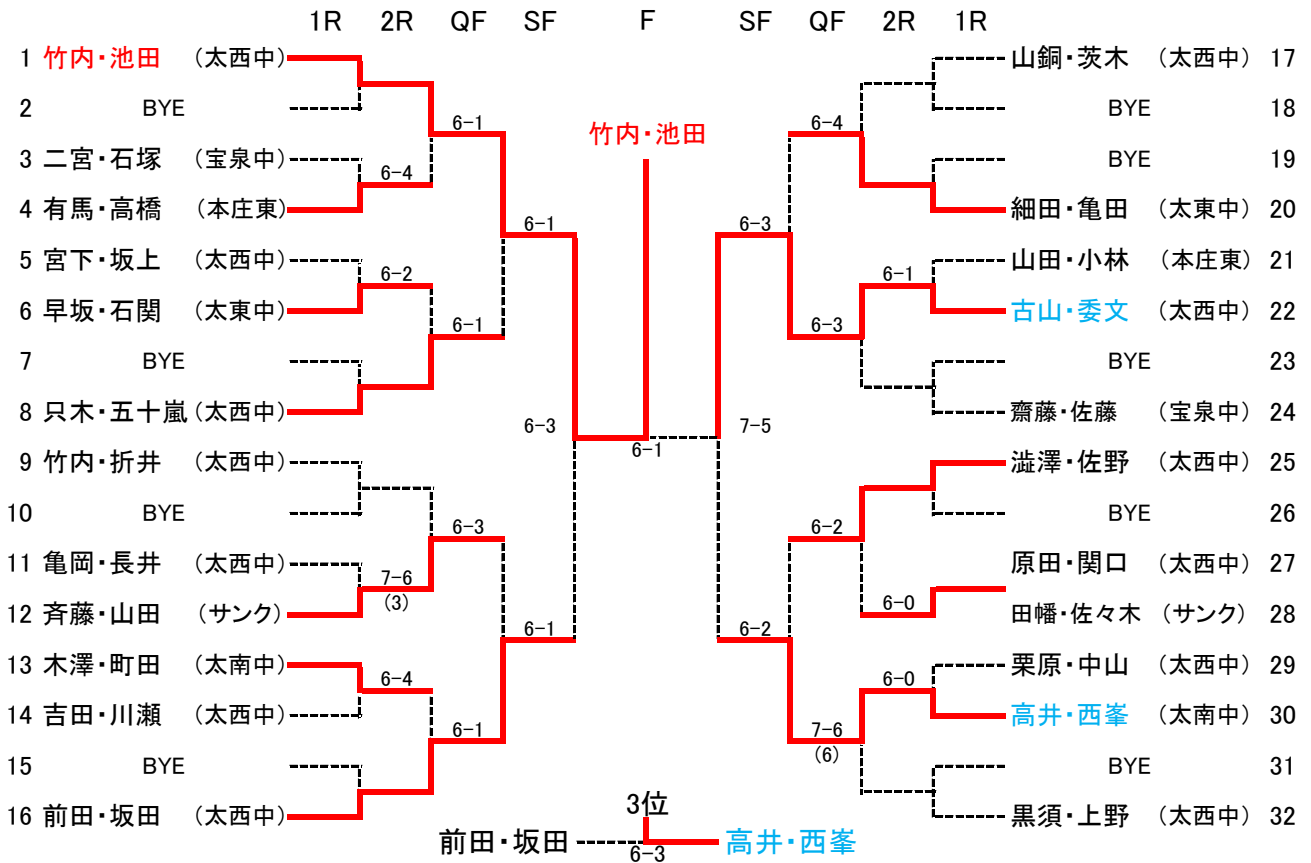 1R 2R QF SF F SF QF 2R 1R
1 竹内・池田 (太西中) 山銅・茨木 (太西中) 17
2 BYE BYE 18
6-1 竹内・池田 6-4
3 二宮・石塚 (宝泉中) BYE 19
6-4
4 有馬・高橋 (本庄東) 細田・亀田 (太東中) 20
6-1 6-3
5 宮下・坂上 (太西中) 山田・小林 (本庄東) 21
6-2 6-1
6 早坂・石関 (太東中) 古山・委文 (太西中) 22
6-1 6-3
7 BYE BYE 23
8 只木・五十嵐 (太西中) 齋藤・佐藤 (宝泉中) 24
6-3 7-5
6-1
9 竹内・折井 (太西中) 澁澤・佐野 (太西中) 25
10 BYE BYE 26
6-3 6-2
11 亀岡・長井 (太西中) 原田・関口 (太西中) 27
7-6
(3) 6-0
12 斉藤・山田 (サンク) 田幡・佐々木 (サンク) 28
6-1 6-2
13 木澤・町田 (太南中) 栗原・中山 (太西中) 29
6-4 6-0
14 吉田・川瀬 (太西中) 高井・西峯 (太南中) 30
6-1 7-6
(6)
15 BYE BYE 31
16 前田・坂田 (太西中) 黒須・上野 (太西中) 32
3位
前田・坂田 高井・西峯
6-3